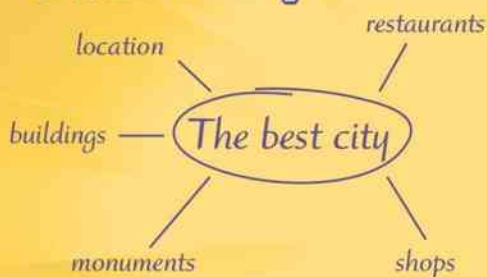 restaurants
location
buildings
The best city
monuments
shops